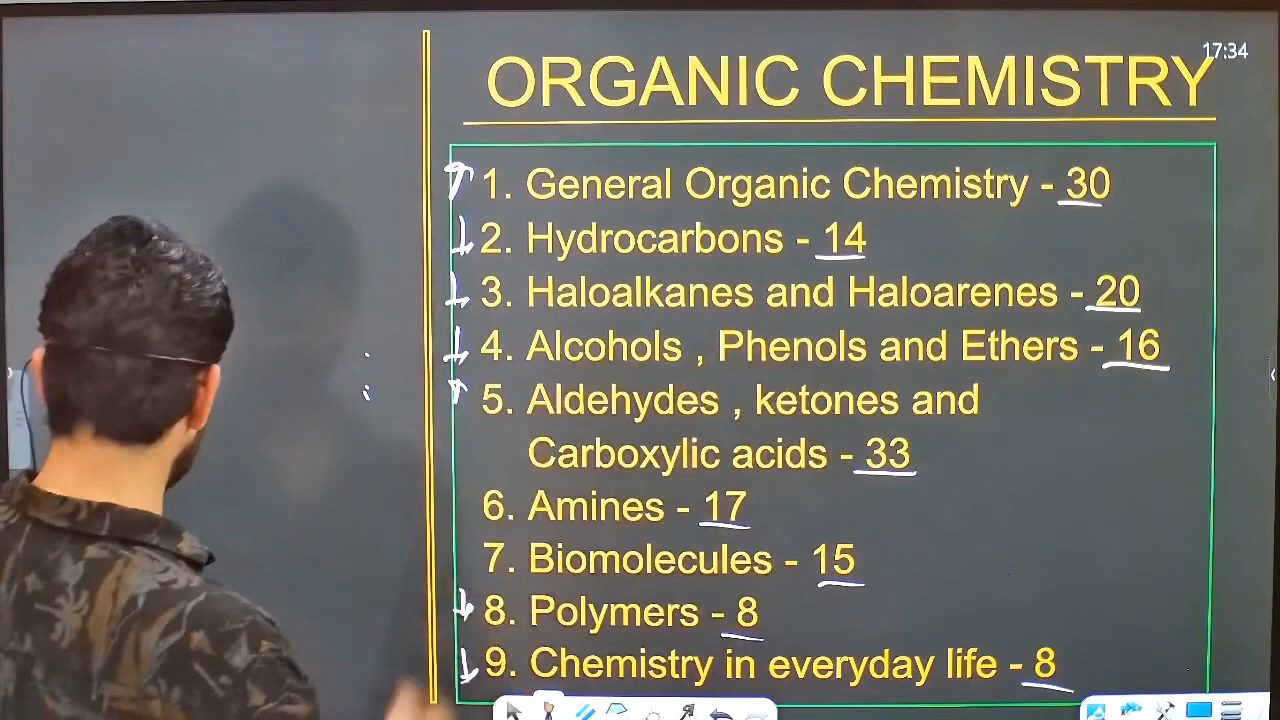 17:34
ORGANIC CHEMISTRY
1. General Organic Chemistry - 30
2. Hydrocarbons - 14
3. Haloalkanes and Haloarenes - 20
4. Alcohols , Phenols and Ethers - 16
5. Aldehydes , ketones and
Carboxylic acids - 33
6. Amines - 17
7. Biomolecules - 15
8. Polymers - 8
9. Chemistry in everyday life - 8